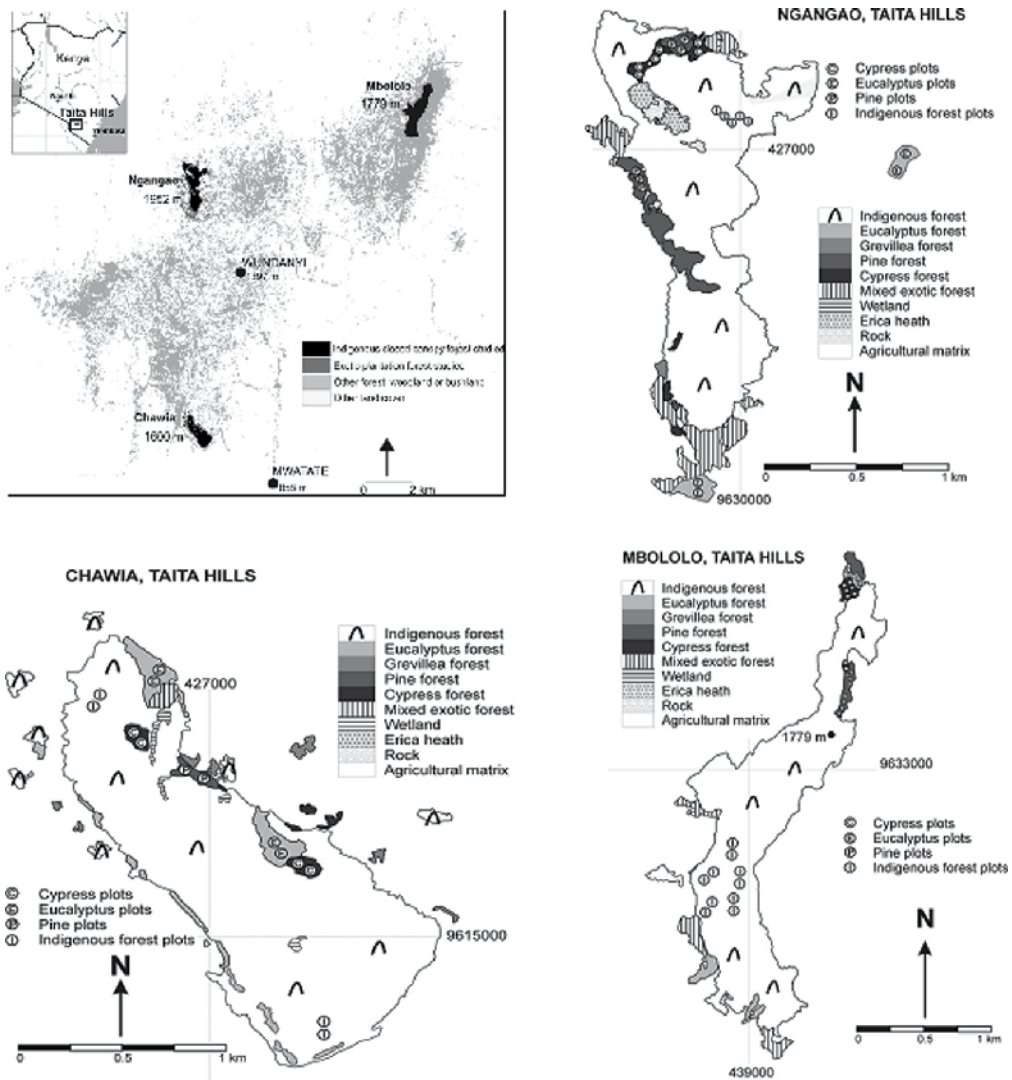 Kenya
Taita Hills
Mbololo
1779 m
Ngangao
1952 m
WUNDANYI
Indigenous closed canopy forest studied
Exotic plantation forest studied
Other forest, woodland or bushland
Other land cover
Chawia
1600 m
MWATATE
0 2 km
NGANGAO, TAITA HILLS
Cypress plots
Eucalyptus plots
Pine plots
Indigenous forest plots
427000
Indigenous forest
Eucalyptus forest
Grevillea forest
Pine forest
Cypress forest
Mixed exotic forest
Wetland
Erica heath
Rock
Agricultural matrix
N
0 0.5 1 km
9630000
CHAWIA, TAITA HILLS
Indigenous forest
Eucalyptus forest
Grevillea forest
Pine forest
Cypress forest
Mixed exotic forest
Wetland
Erica heath
Rock
Agricultural matrix
427000
Cypress plots
Eucalyptus plots
Pine plots
Indigenous forest plots
9615000
N
0 0.5 1 km
MBOLOLO, TAITA HILLS
Indigenous forest
Eucalyptus forest
Grevillea forest
Pine forest
Cypress forest
Mixed exotic forest
Wetland
Erica heath
Rock
Agricultural matrix
1779 m
9633000
Cypress plots
Eucalyptus plots
Pine plots
Indigenous forest plots
N
0 0.5 1 km
439000